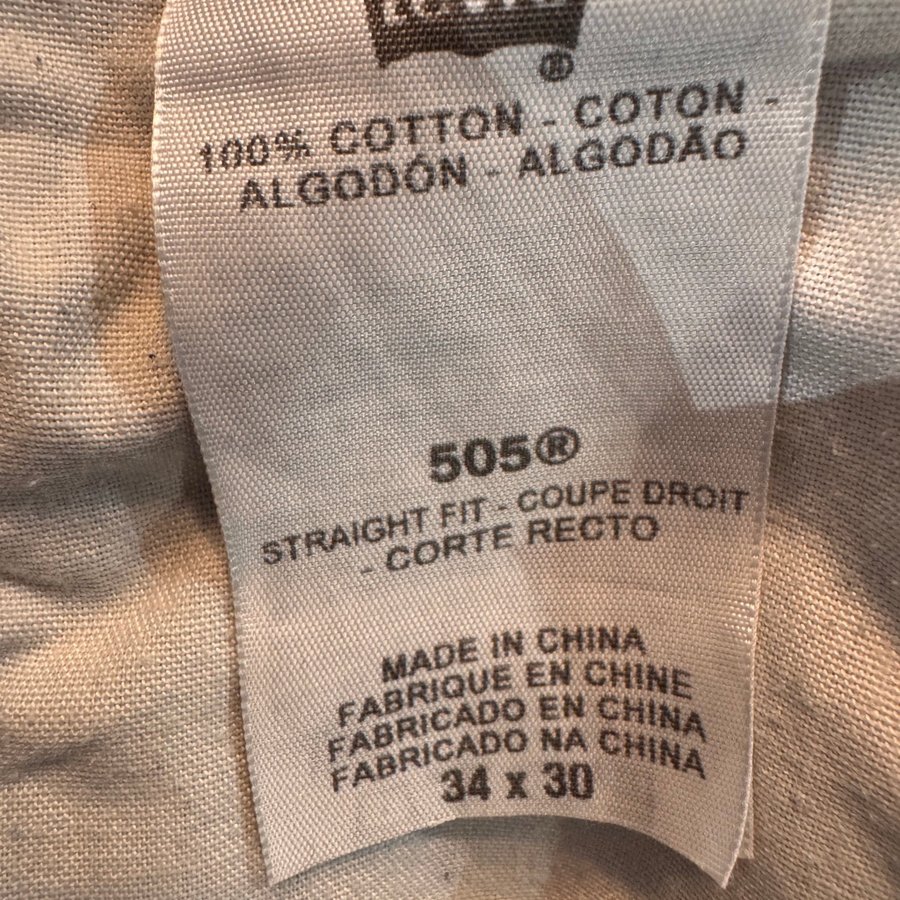 ®
100% COTTON - COTON -
ALGODÓN - ALGODÃO
505®
STRAIGHT FIT - COUPE DROIT
- CORTE RECTO
MADE IN CHINA
FABRIQUE EN CHINE
FABRICADO EN CHINA
FABRICADO NA CHINA
34 x 30